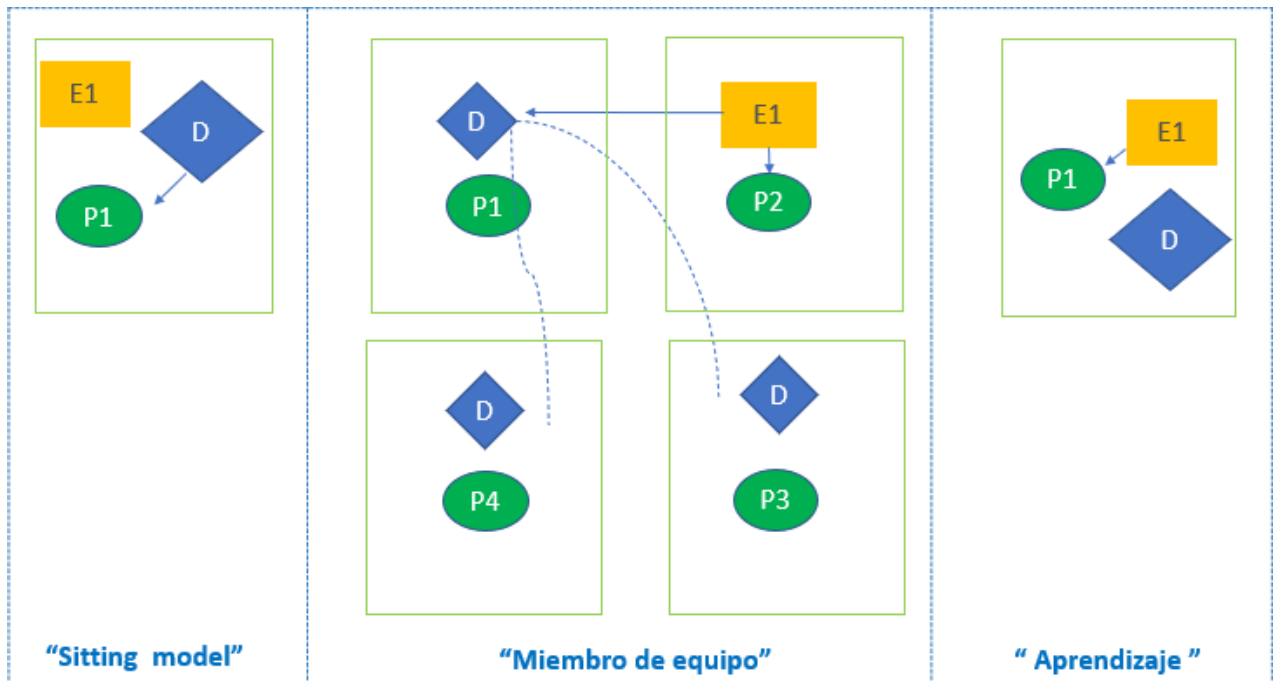 E1
D
P1
D
P1
E1
P2
D
P4
D
P3
E1
P1
D
“Sitting model”
“Miembro de equipo”
“ Aprendizaje ”